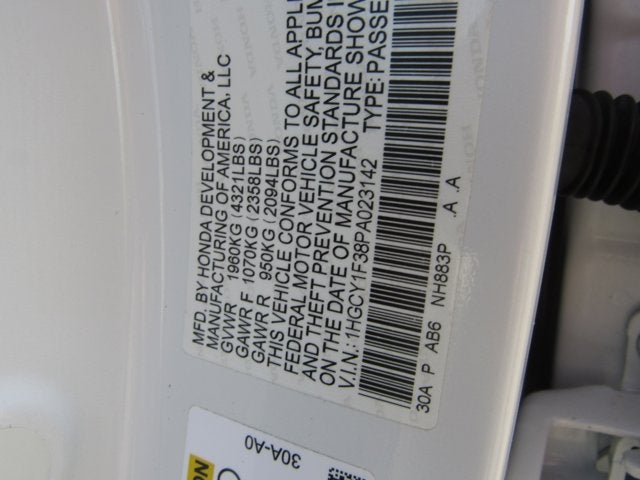 MFD. BY HONDA DEVELOPMENT &
MANUFACTURING OF AMERICA, LLC
GVWR 1960KG (4321LBS)
GAWR F 1070KG (2358LBS)
GAWR R 950KG (2094LBS)
THIS VEHICLE CONFORMS TO ALL APPLI
FEDERAL MOTOR VEHICLE SAFETY, BUM
AND THEFT PREVENTION STANDARDS I
ON THE DATE OF MANUFACTURE SHOW
V.I.N.: 1HGCY1F38PA023142 TYPE: PASSE
30A P AB6 NH883P .A .A
30A-A0